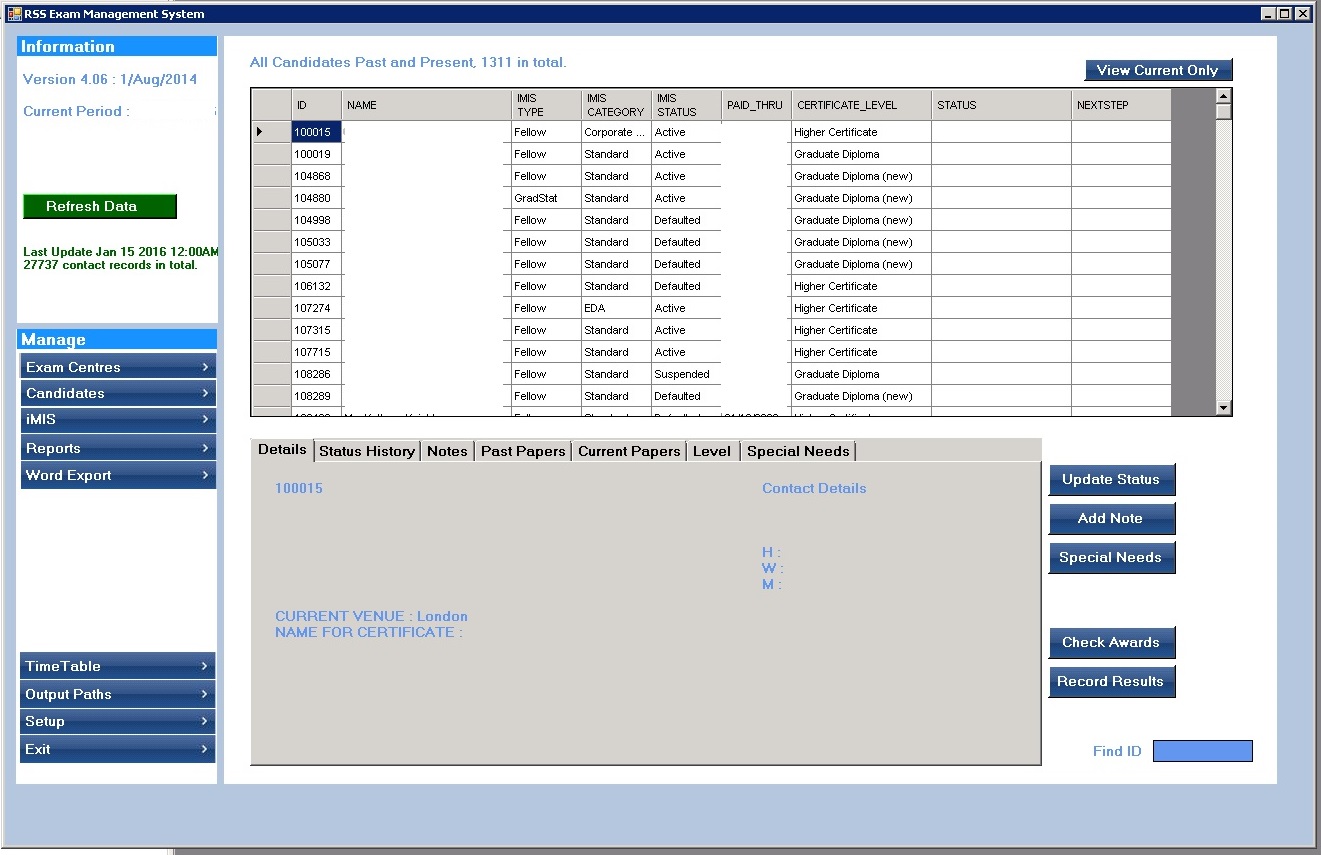 RSS Exam Management System
Information
Version 4.06 : 1/Aug/2014
Current Period :
Refresh Data
Last Update Jan 15 2016 12:00AM
27737 contact records in total.
Manage
Exam Centres
Candidates
iMIS
Reports
Word Export
TimeTable
Output Paths
Setup
Exit
All Candidates Past and Present, 1311 in total.
View Current Only
ID NAME IMIS TYPE IMIS CATEGORY IMIS STATUS PAID_THRU CERTIFICATE_LEVEL STATUS NEXTSTEP
100015 Fellow Corporate ... Active Higher Certificate
100019 Fellow Standard Active Graduate Diploma
104868 Fellow Standard Active Graduate Diploma (new)
104880 GradStat Standard Active Graduate Diploma (new)
104998 Fellow Standard Defaulted Graduate Diploma (new)
105033 Fellow Standard Defaulted Graduate Diploma (new)
105077 Fellow Standard Defaulted Graduate Diploma (new)
106132 Fellow Standard Defaulted Higher Certificate
107274 Fellow EDA Active Higher Certificate
107315 Fellow Standard Active Higher Certificate
107715 Fellow Standard Active Higher Certificate
108286 Fellow Standard Suspended Graduate Diploma
108289 Fellow Standard Defaulted Graduate Diploma
Details Status History Notes Past Papers Current Papers Level Special Needs
100015
Contact Details
H :
W :
M :
CURRENT VENUE : London
NAME FOR CERTIFICATE :
Update Status
Add Note
Special Needs
Check Awards
Record Results
Find ID